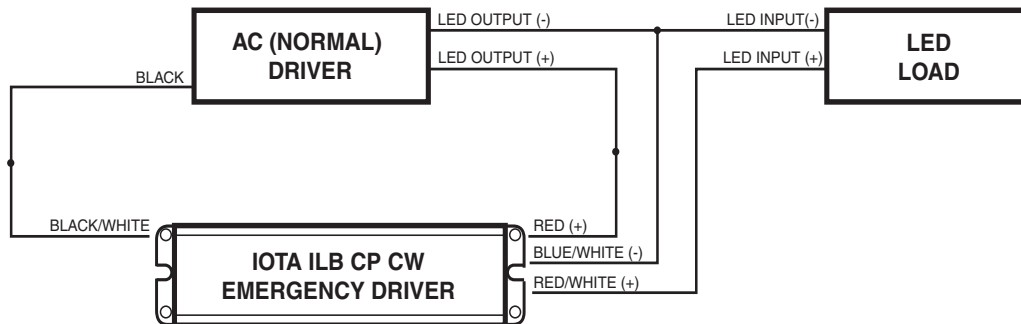 LED OUTPUT (-)
LED INPUT(-)
AC (NORMAL)
DRIVER
LED
LOAD
LED OUTPUT (+)
LED INPUT (+)
BLACK
BLACK/WHITE
RED (+)
BLUE/WHITE (-)
IOTA ILB CP CW
EMERGENCY DRIVER
RED/WHITE (+)